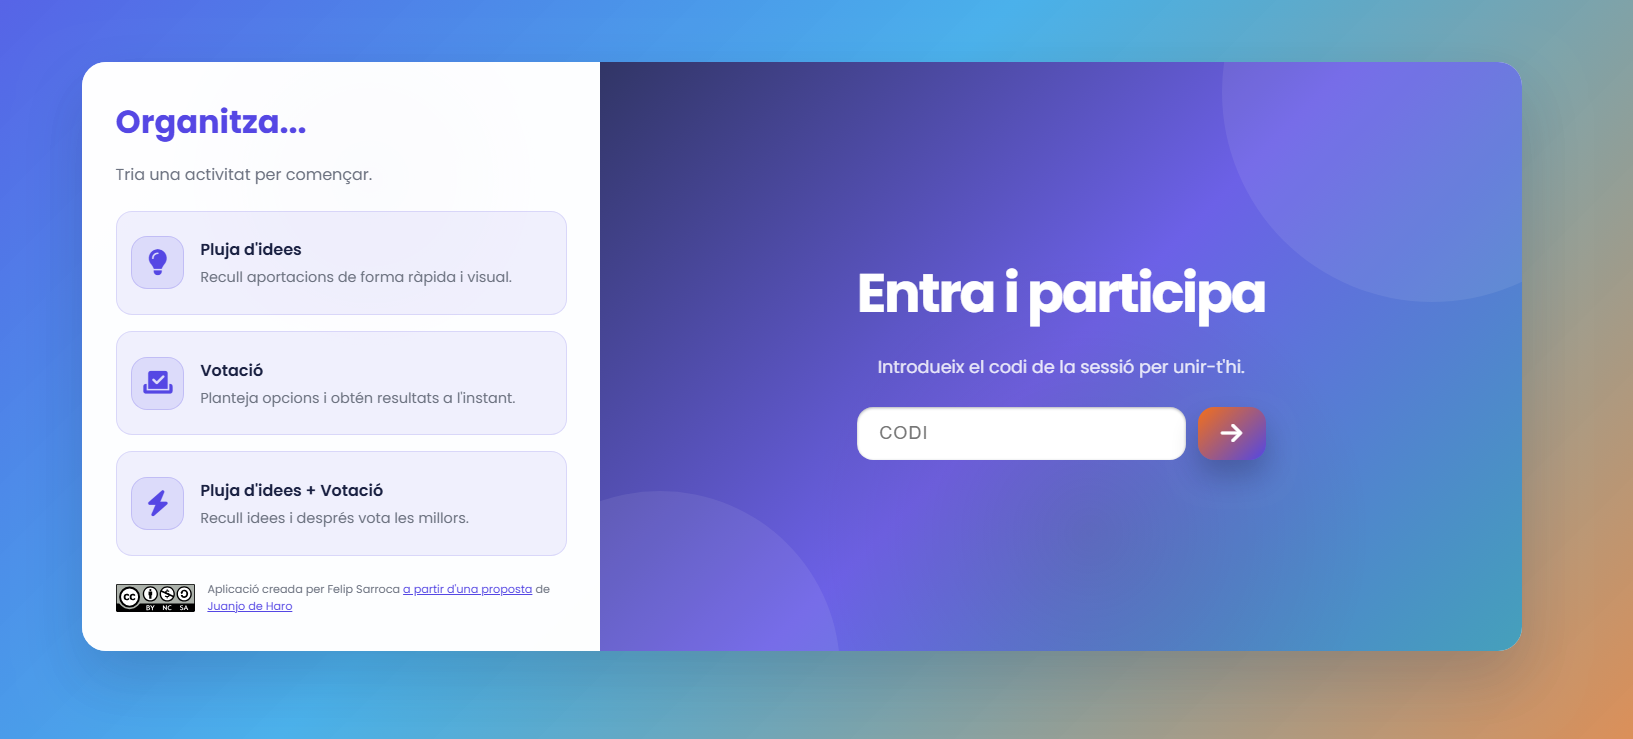 Organitza...
Tria una activitat per començar.
Pluja d'idees
Recull aportacions de forma ràpida i visual.
Votació
Planteja opcions i obtén resultats a l'instant.
Pluja d'idees + Votació
Recull idees i després vota les millors.
cc BY NC SA
Aplicació creada per Felip Sarroca a partir d'una proposta de
Juanjo de Haro
Entra i participa
Introdueix el codi de la sessió per unir-t'hi.
CODI